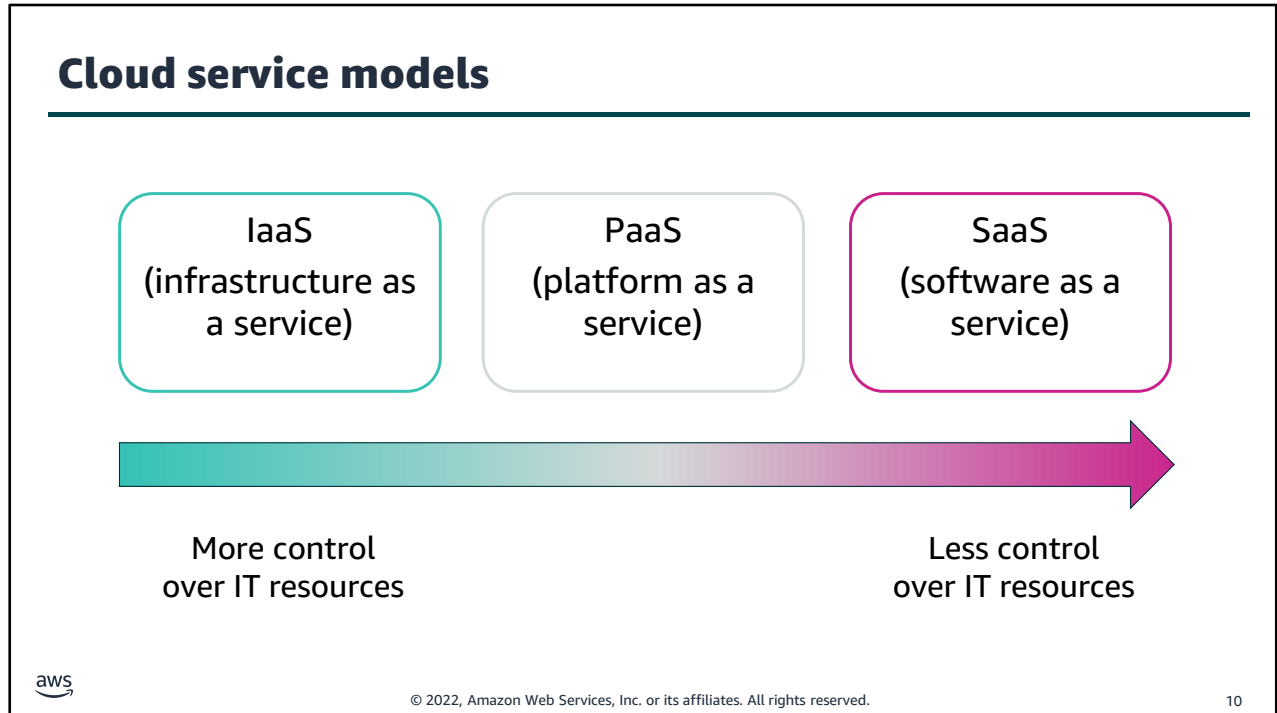 Cloud service models
IaaS
(infrastructure as
a service)
PaaS
(platform as a
service)
SaaS
(software as a
service)
More control
over IT resources
Less control
over IT resources
aws
© 2022, Amazon Web Services, Inc. or its affiliates. All rights reserved.
10